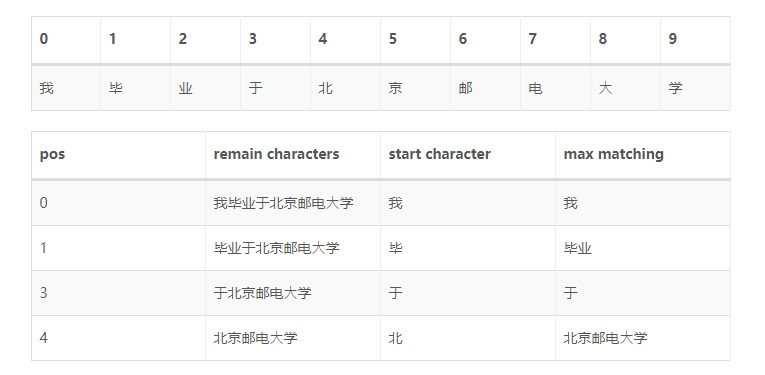 0 1 2 3 4 5 6 7 8 9
我 毕 业 于 北 京 邮 电 大 学
pos remain characters start character max matching
0 我毕业于北京邮电大学 我 我
1 毕业于北京邮电大学 毕 毕业
3 于北京邮电大学 于 于
4 北京邮电大学 北 北京邮电大学